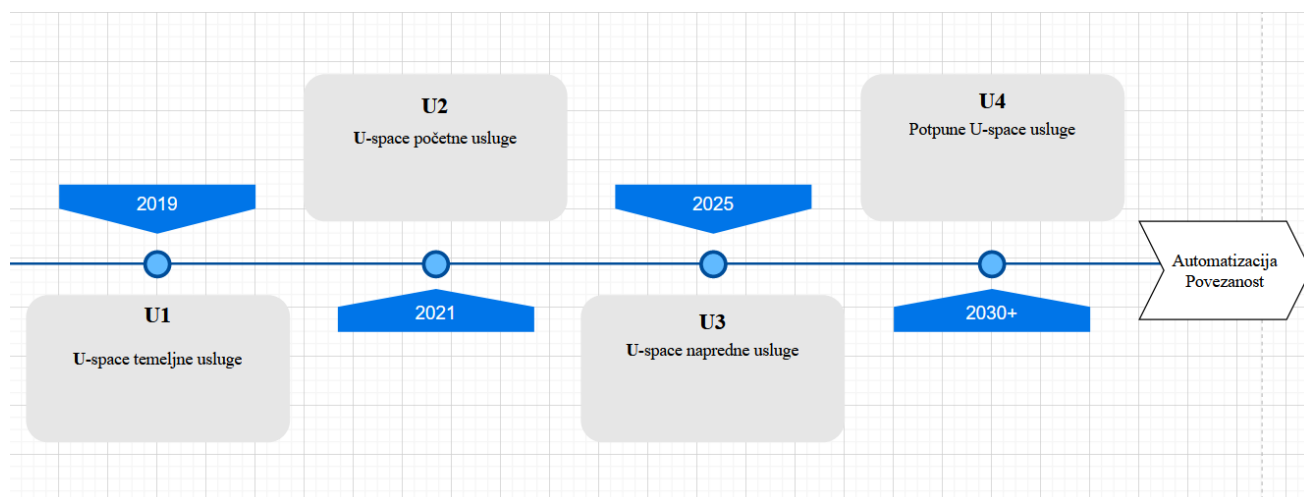 U1
U-space temeljne usluge
2019
U2
U-space početne usluge
2021
U3
U-space napredne usluge
2025
U4
Potpune U-space usluge
2030+
Automatizacija
Povezanost